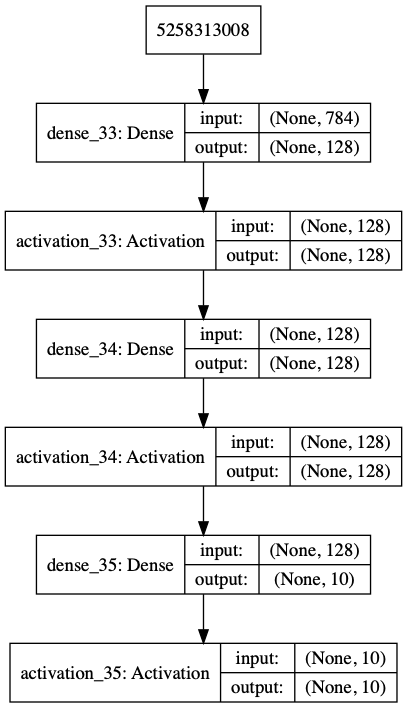 5258313008
dense_33: Dense
input: (None, 784)
output: (None, 128)
activation_33: Activation
input: (None, 128)
output: (None, 128)
dense_34: Dense
input: (None, 128)
output: (None, 128)
activation_34: Activation
input: (None, 128)
output: (None, 128)
dense_35: Dense
input: (None, 128)
output: (None, 10)
activation_35: Activation
input: (None, 10)
output: (None, 10)